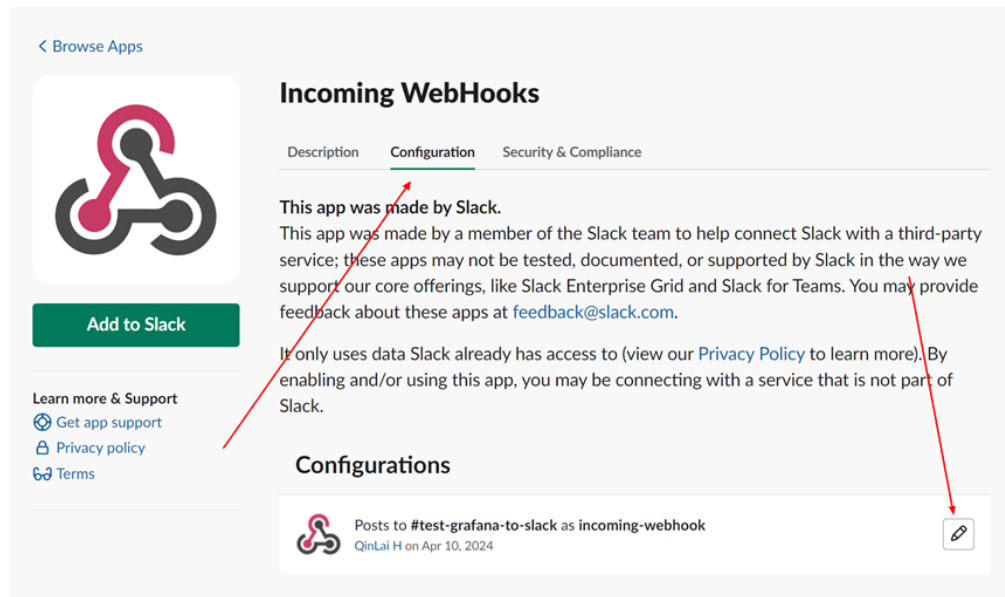 Browse Apps
Incoming WebHooks
Description Configuration Security & Compliance
This app was made by Slack.
This app was made by a member of the Slack team to help connect Slack with a third-party
service; these apps may not be tested, documented, or supported by Slack in the way we
support our core offerings, like Slack Enterprise Grid and Slack for Teams. You may provide
feedback about these apps at feedback@slack.com.
Add to Slack
It only uses data Slack already has access to (view our Privacy Policy to learn more). By
enabling and/or using this app, you may be connecting with a service that is not part of
Slack.
Learn more & Support
Get app support
Privacy policy
Terms
Configurations
Posts to #test-grafana-to-slack as incoming-webhook
QinLai H on Apr 10, 2024